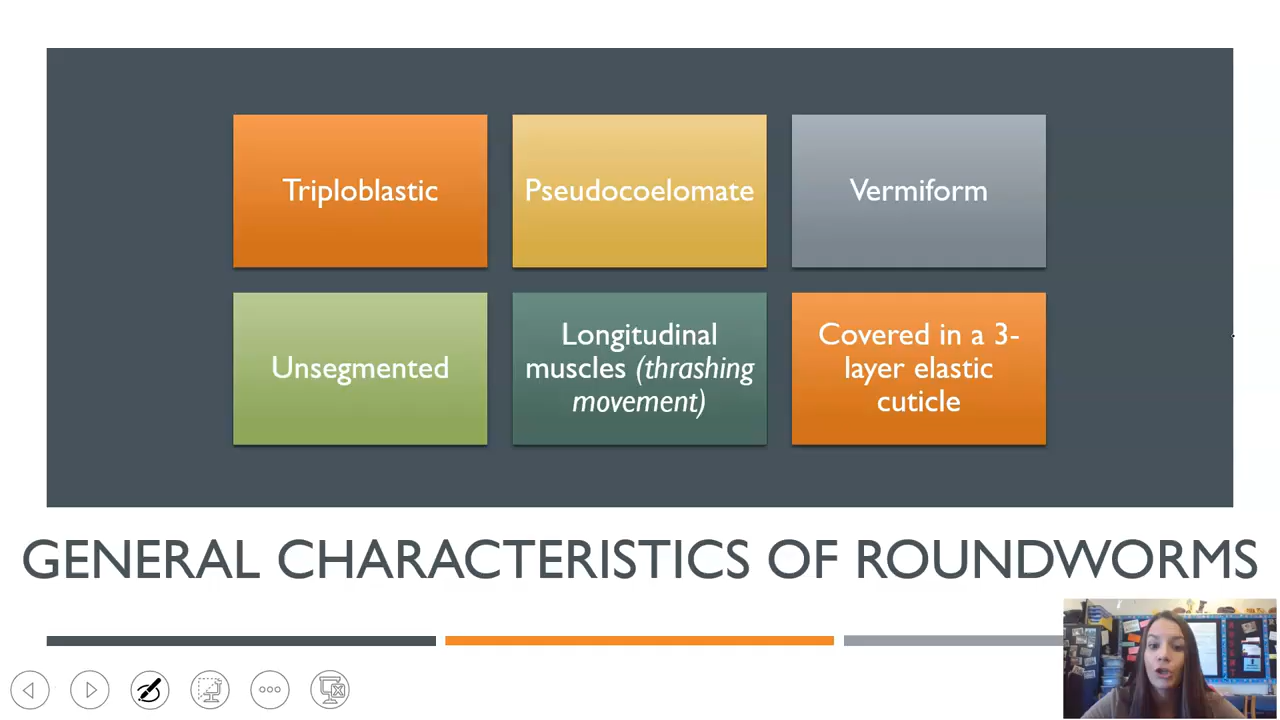 Triploblastic
Pseudocoelomate
Vermiform
Unsegmented
Longitudinal
muscles (thrashing
movement)
Covered in a 3-
layer elastic
cuticle
GENERAL CHARACTERISTICS OF ROUNDWORMS